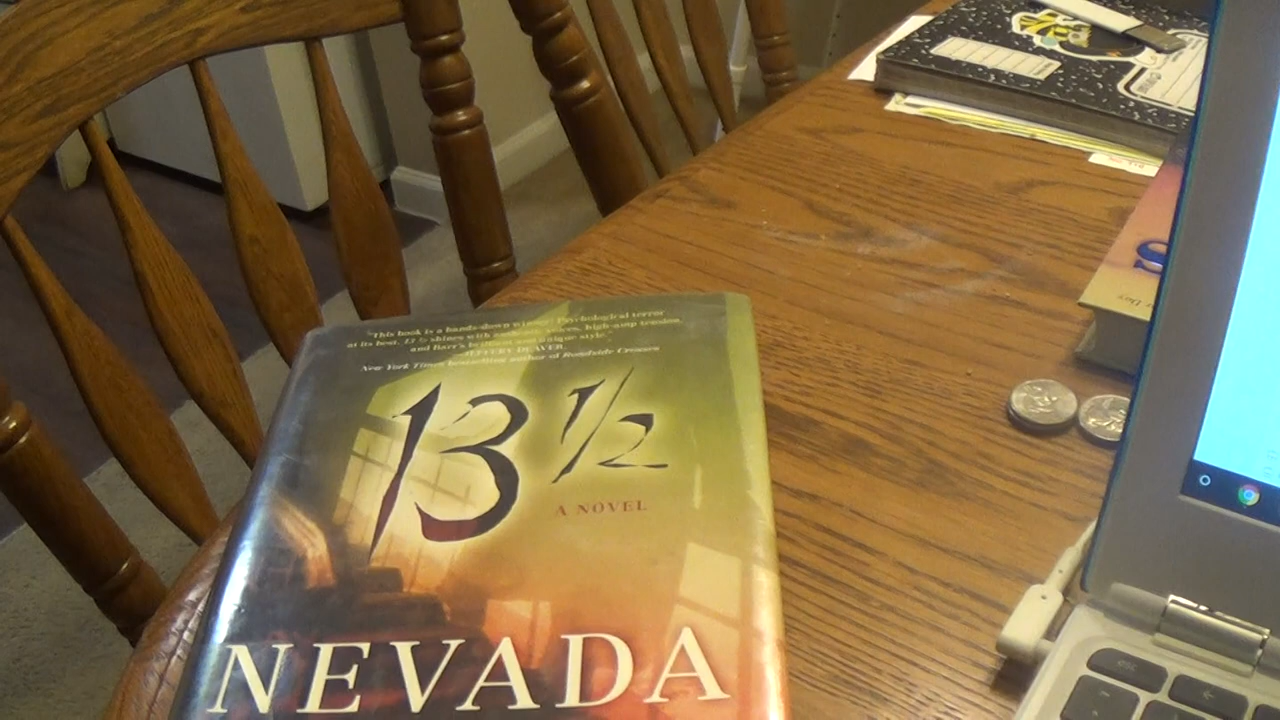 "This book is a hands-down winner! Psychological terror
at its best. 13 ½ shines with authentic voices, high-amp tension,
and Barr's brilliant and unique style."
—JEFFERY DEAVER,
New York Times bestselling author of Roadside Crosses
13 1/2
A NOVEL
NEVADA